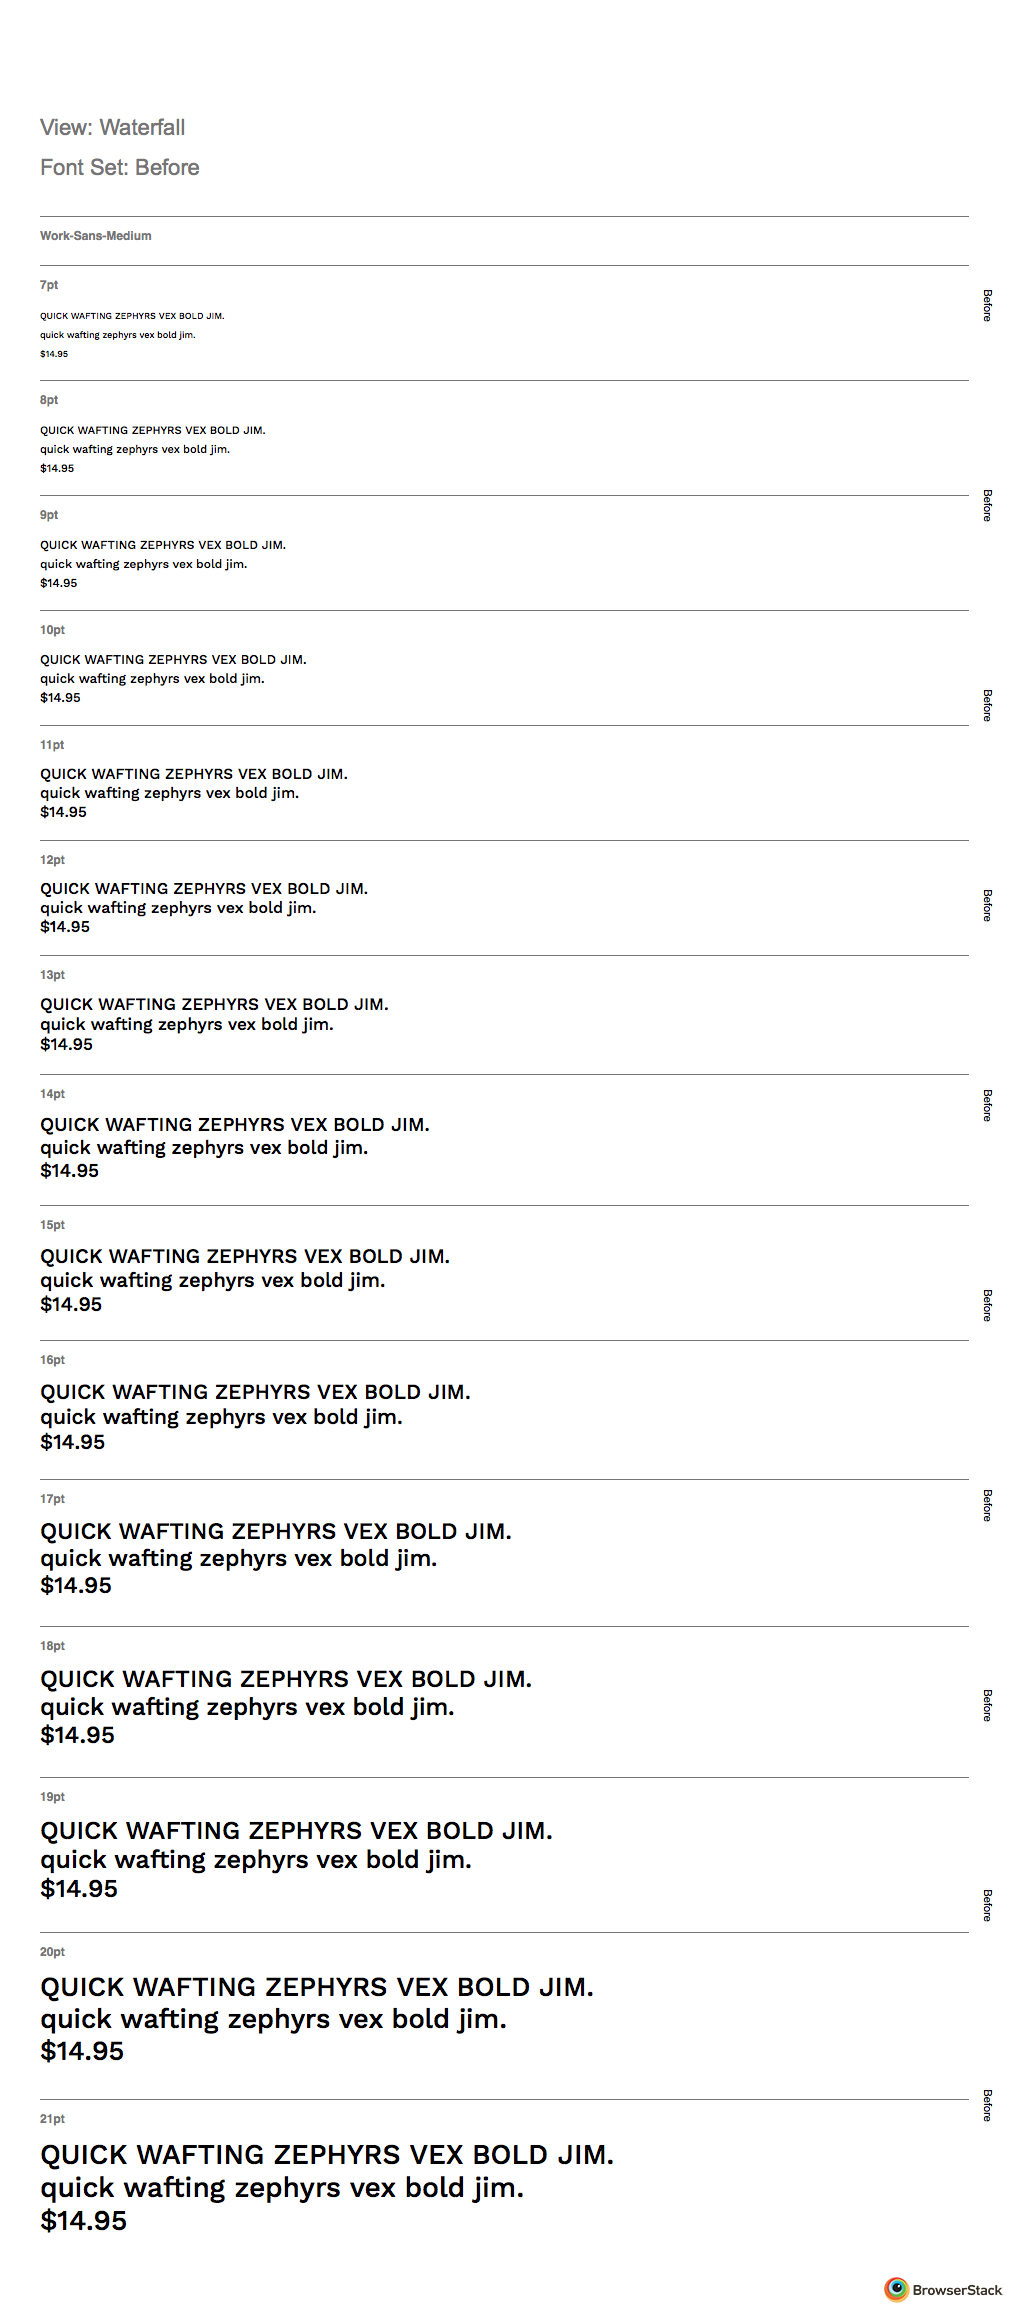 View: Waterfall
Font Set: Before
Work-Sans-Medium
7pt
QUICK WAFTING ZEPHYRS VEX BOLD JIM.
quick wafting zephyrs vex bold jim.
$14.95
Before
8pt
QUICK WAFTING ZEPHYRS VEX BOLD JIM.
quick wafting zephyrs vex bold jim.
$14.95
Before
9pt
QUICK WAFTING ZEPHYRS VEX BOLD JIM.
quick wafting zephyrs vex bold jim.
$14.95
10pt
QUICK WAFTING ZEPHYRS VEX BOLD JIM.
quick wafting zephyrs vex bold jim.
$14.95
Before
11pt
QUICK WAFTING ZEPHYRS VEX BOLD JIM.
quick wafting zephyrs vex bold jim.
$14.95
12pt
QUICK WAFTING ZEPHYRS VEX BOLD JIM.
quick wafting zephyrs vex bold jim.
$14.95
Before
13pt
QUICK WAFTING ZEPHYRS VEX BOLD JIM.
quick wafting zephyrs vex bold jim.
$14.95
14pt
QUICK WAFTING ZEPHYRS VEX BOLD JIM.
quick wafting zephyrs vex bold jim.
$14.95
Before
15pt
QUICK WAFTING ZEPHYRS VEX BOLD JIM.
quick wafting zephyrs vex bold jim.
$14.95
Before
16pt
QUICK WAFTING ZEPHYRS VEX BOLD JIM.
quick wafting zephyrs vex bold jim.
$14.95
17pt
QUICK WAFTING ZEPHYRS VEX BOLD JIM.
quick wafting zephyrs vex bold jim.
$14.95
Before
18pt
QUICK WAFTING ZEPHYRS VEX BOLD JIM.
quick wafting zephyrs vex bold jim.
$14.95
Before
19pt
QUICK WAFTING ZEPHYRS VEX BOLD JIM.
quick wafting zephyrs vex bold jim.
$14.95
Before
20pt
QUICK WAFTING ZEPHYRS VEX BOLD JIM.
quick wafting zephyrs vex bold jim.
$14.95
Before
21pt
QUICK WAFTING ZEPHYRS VEX BOLD JIM.
quick wafting zephyrs vex bold jim.
$14.95
BrowserStack